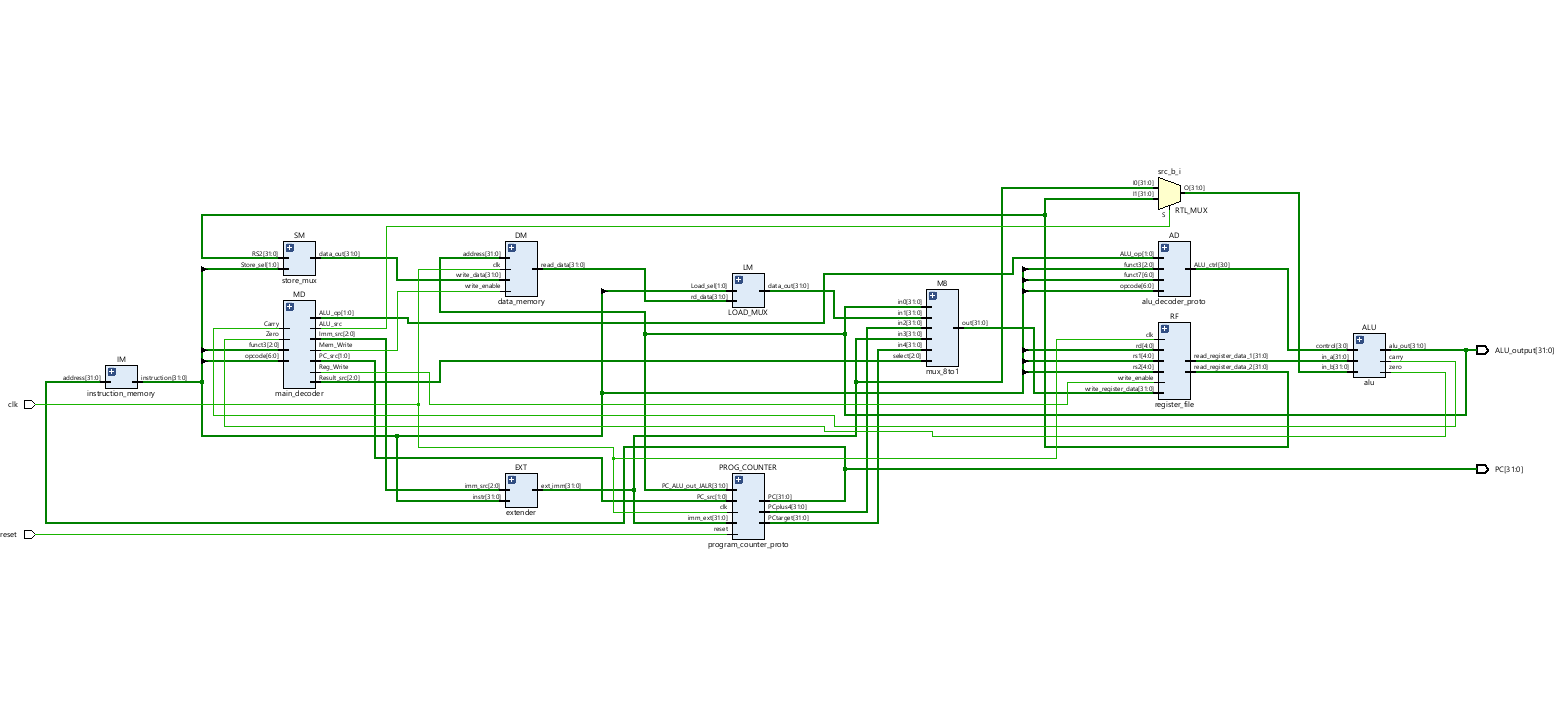 src_b_i
I0[31:0]
I1[31:0]
S
O[31:0]
RTL_MUX
SM
RS2[31:0]
Store_sel[1:0]
data_out[31:0]
store_mux
DM
address[31:0]
clk
write_data[31:0]
write_enable
read_data[31:0]
data_memory
LM
Load_sel[1:0]
rd_data[31:0]
data_out[31:0]
LOAD_MUX
M8
in0[31:0]
in1[31:0]
in2[31:0]
in3[31:0]
in4[31:0]
select[2:0]
out[31:0]
mux_8to1
AD
ALU_op[1:0]
funct3[2:0]
funct7[6:0]
opcode[6:0]
ALU_ctrl[3:0]
alu_decoder_proto
MD
Carry
Zero
funct3[2:0]
opcode[6:0]
ALU_op[1:0]
ALU_src
Imm_src[2:0]
Mem_Write
PC_src[1:0]
Reg_Write
Result_src[2:0]
main_decoder
RF
clk
rd[4:0]
rs1[4:0]
rs2[4:0]
write_enable
write_register_data[31:0]
read_register_data_1[31:0]
read_register_data_2[31:0]
register_file
ALU
control[3:0]
in_a[31:0]
in_b[31:0]
alu_out[31:0]
carry
zero
alu
ALU_output[31:0]
IM
address[31:0]
instruction[31:0]
instruction_memory
clk
EXT
imm_src[2:0]
instr[31:0]
ext_imm[31:0]
extender
PROG_COUNTER
PC_ALU_out_JALR[31:0]
PC_src[1:0]
clk
imm_ext[31:0]
reset
PC[31:0]
PCplus4[31:0]
PCtarget[31:0]
program_counter_proto
PC[31:0]
reset